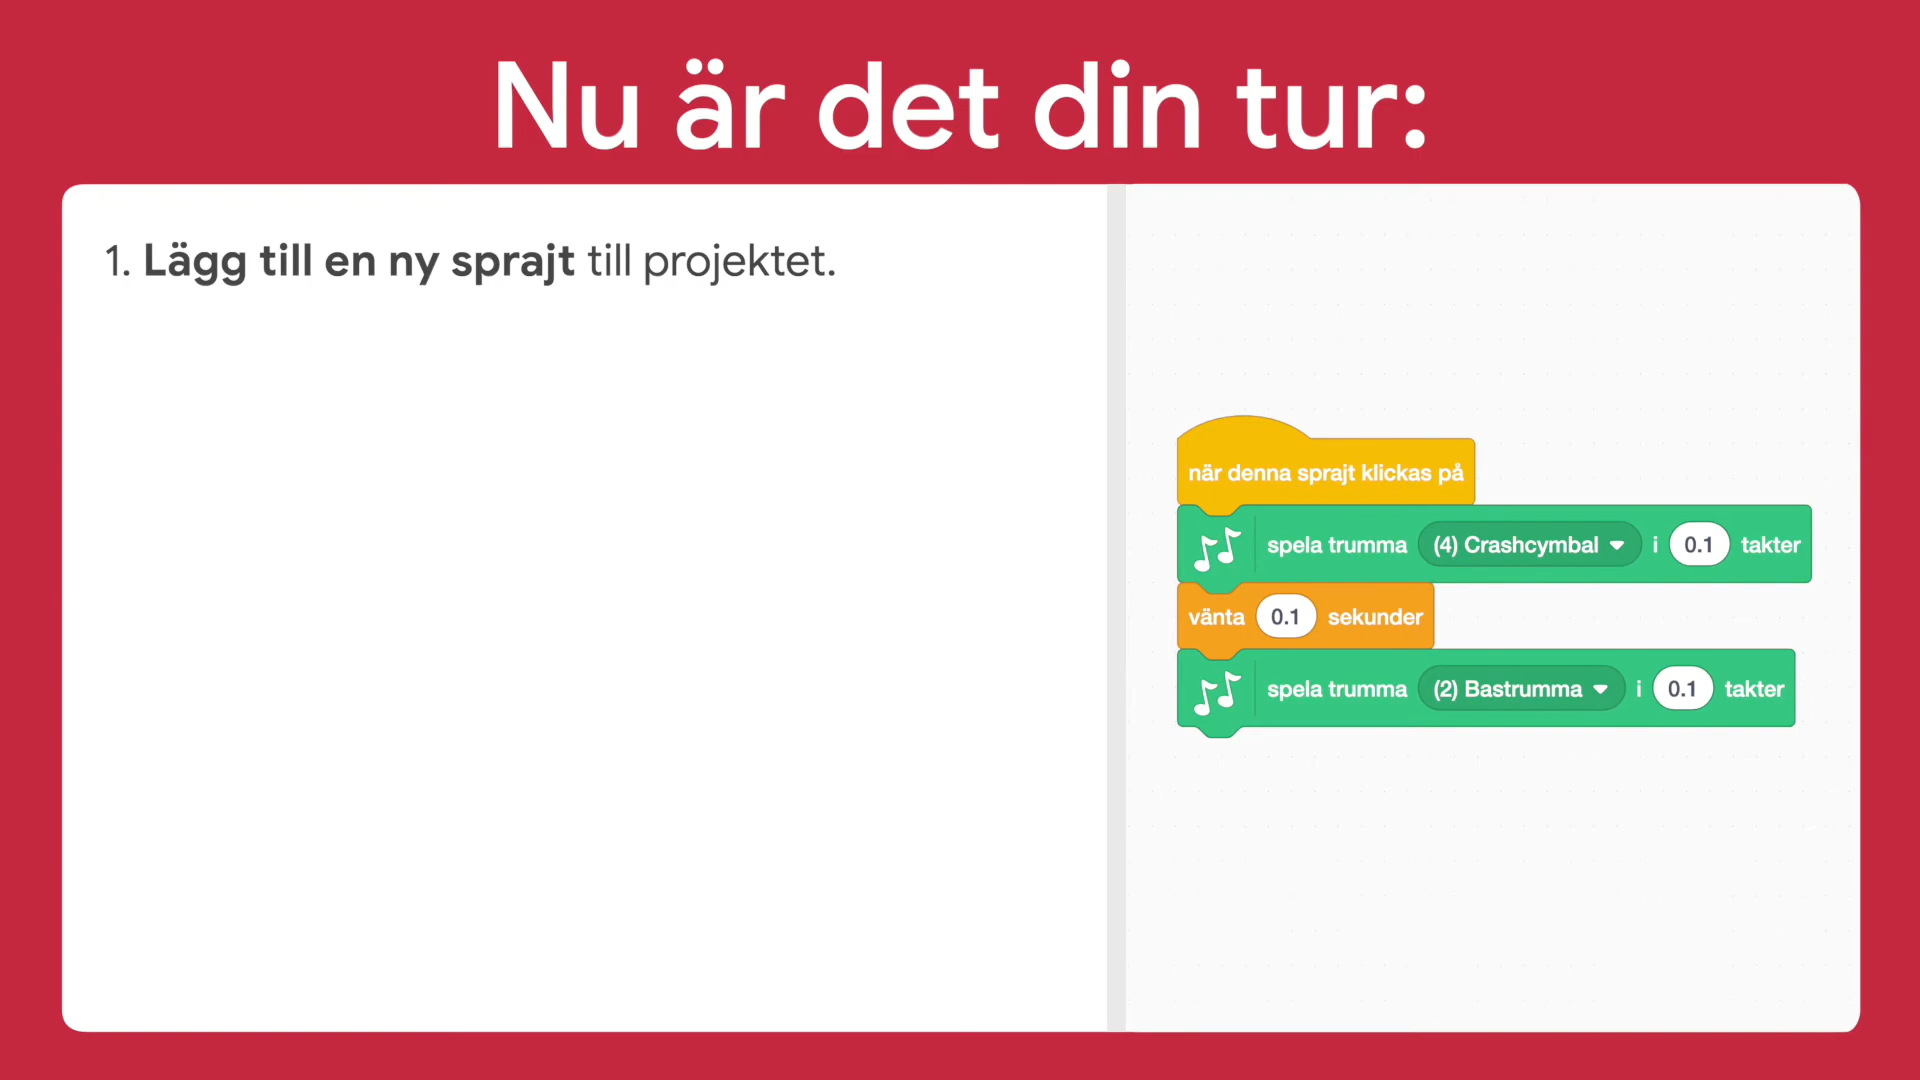 Nu är det din tur:
1. Lägg till en ny sprajt till projektet.
när denna sprajt klickas på
spela trumma (4) Crashcymbal i 0.1 takter
vänta 0.1 sekunder
spela trumma (2) Bastrumma i 0.1 takter